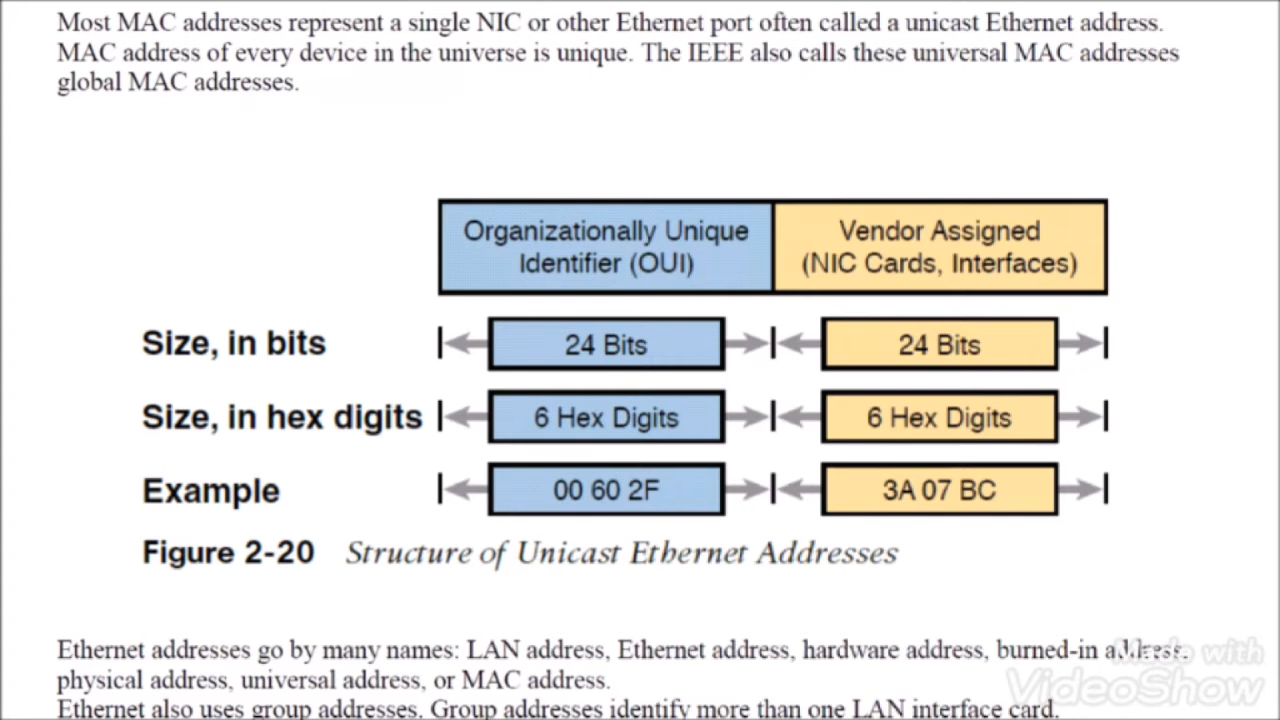 Most MAC addresses represent a single NIC or other Ethernet port often called a unicast Ethernet address.
MAC address of every device in the universe is unique. The IEEE also calls these universal MAC addresses
global MAC addresses.
Organizationally Unique
Identifier (OUI)
Vendor Assigned
(NIC Cards, Interfaces)
Size, in bits
24 Bits
24 Bits
Size, in hex digits
6 Hex Digits
6 Hex Digits
Example
00 60 2F
3A 07 BC
Figure 2-20 Structure of Unicast Ethernet Addresses
Ethernet addresses go by many names: LAN address, Ethernet address, hardware address, burned-in address,
physical address, universal address, or MAC address.
Ethernet also uses group addresses. Group addresses identify more than one LAN interface card.
Made with
VideoShow